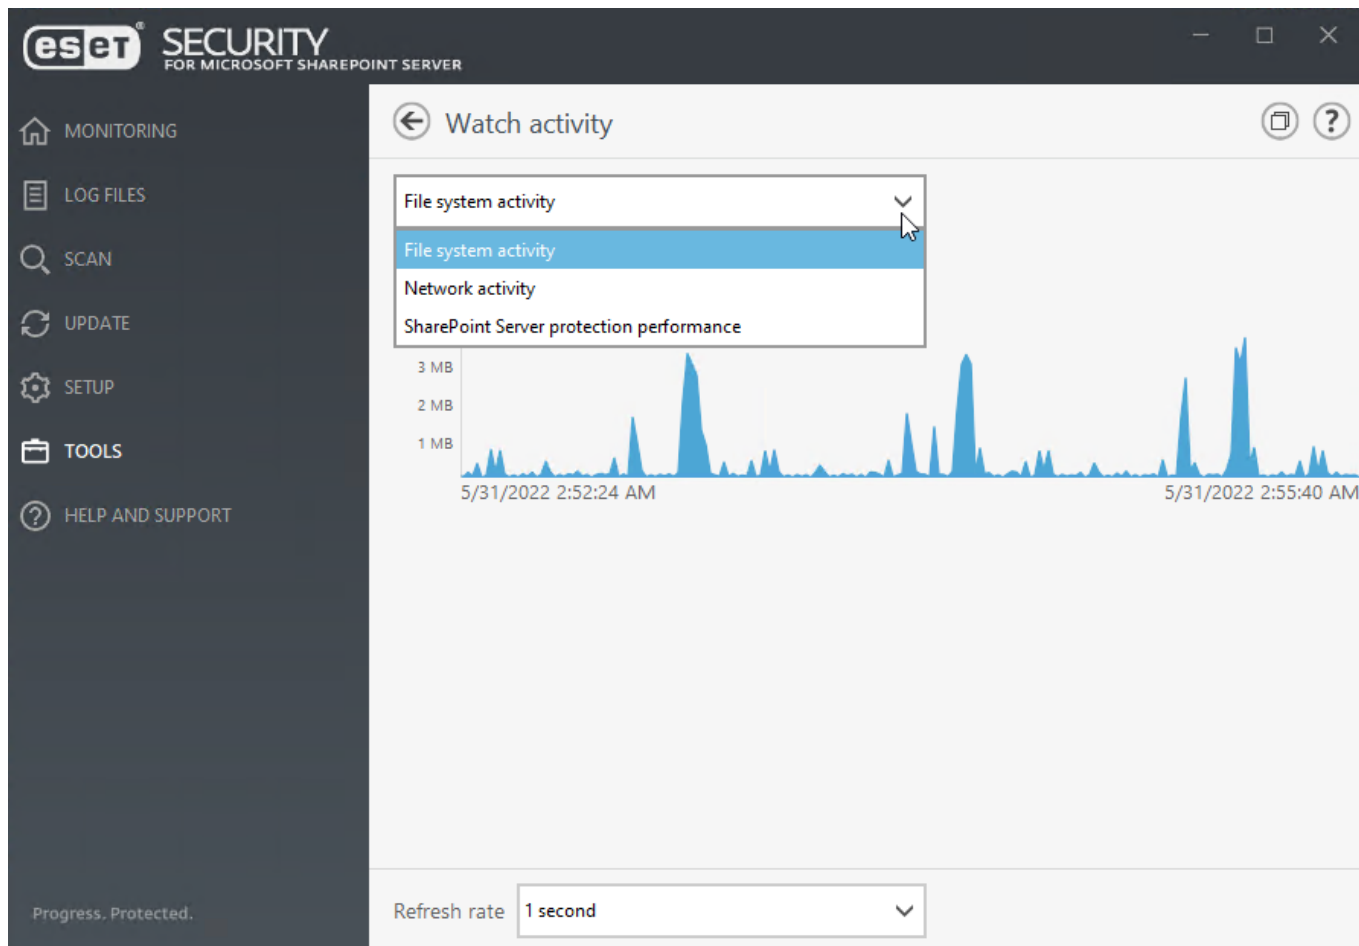 eset® SECURITY
FOR MICROSOFT SHAREPOINT SERVER
MONITORING
LOG FILES
SCAN
UPDATE
SETUP
TOOLS
HELP AND SUPPORT
Progress. Protected.
Watch activity
?
File system activity
File system activity
Network activity
SharePoint Server protection performance
3 MB
2 MB
1 MB
5/31/2022 2:52:24 AM
5/31/2022 2:55:40 AM
Refresh rate
1 second